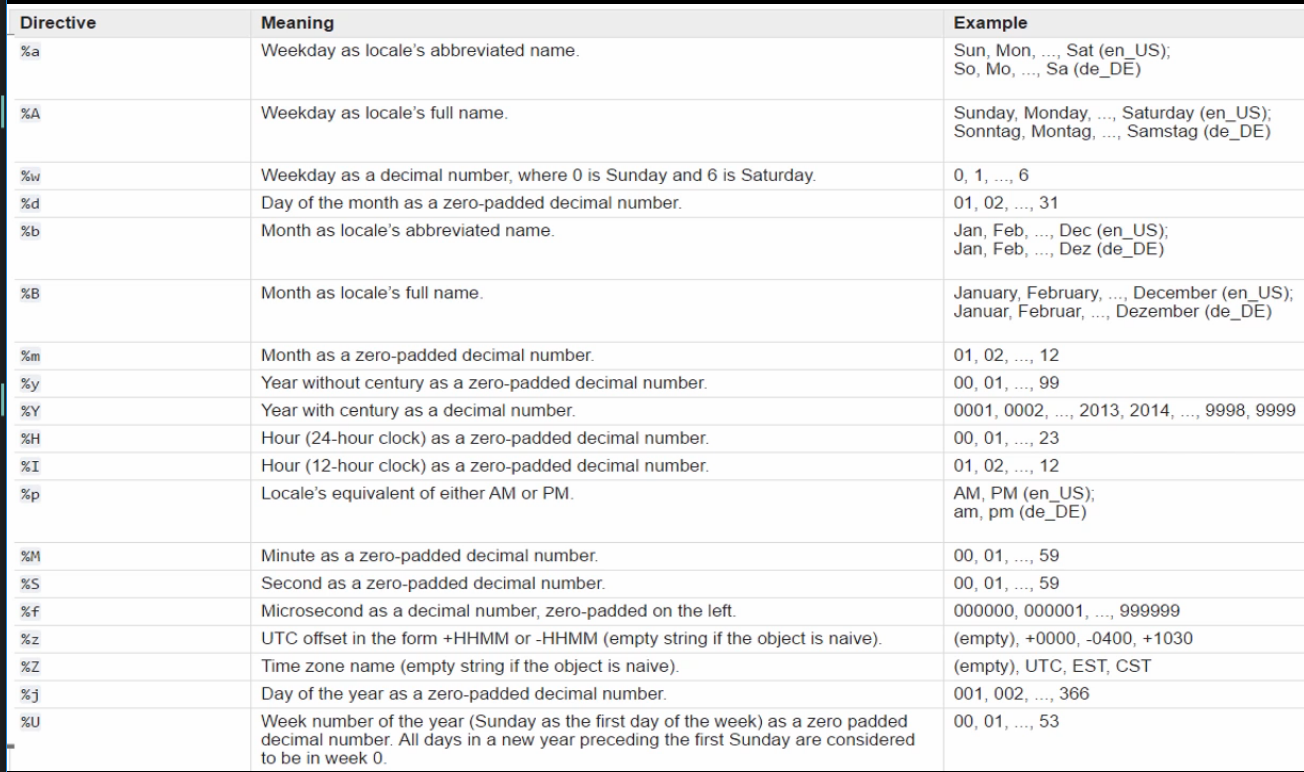 Directive Meaning Example
%a Weekday as locale’s abbreviated name. Sun, Mon, ..., Sat (en_US);
So, Mo, ..., Sa (de_DE)
%A Weekday as locale’s full name. Sunday, Monday, ..., Saturday (en_US);
Sonntag, Montag, ..., Samstag (de_DE)
%w Weekday as a decimal number, where 0 is Sunday and 6 is Saturday. 0, 1, ..., 6
%d Day of the month as a zero-padded decimal number. 01, 02, ..., 31
%b Month as locale’s abbreviated name. Jan, Feb, ..., Dec (en_US);
Jan, Feb, ..., Dez (de_DE)
%B Month as locale’s full name. January, February, ..., December (en_US);
Januar, Februar, ..., Dezember (de_DE)
%m Month as a zero-padded decimal number. 01, 02, ..., 12
%y Year without century as a zero-padded decimal number. 00, 01, ..., 99
%Y Year with century as a decimal number. 0001, 0002, ..., 2013, 2014, ..., 9998, 9999
%H Hour (24-hour clock) as a zero-padded decimal number. 00, 01, ..., 23
%I Hour (12-hour clock) as a zero-padded decimal number. 01, 02, ..., 12
%p Locale’s equivalent of either AM or PM. AM, PM (en_US);
am, pm (de_DE)
%M Minute as a zero-padded decimal number. 00, 01, ..., 59
%S Second as a zero-padded decimal number. 00, 01, ..., 59
%f Microsecond as a decimal number, zero-padded on the left. 000000, 000001, ..., 999999
%z UTC offset in the form +HHMM or -HHMM (empty string if the object is naive). (empty), +0000, -0400, +1030
%Z Time zone name (empty string if the object is naive). (empty), UTC, EST, CST
%j Day of the year as a zero-padded decimal number. 001, 002, ..., 366
%U Week number of the year (Sunday as the first day of the week) as a zero padded 00, 01, ..., 53
decimal number. All days in a new year preceding the first Sunday are considered
to be in week 0.